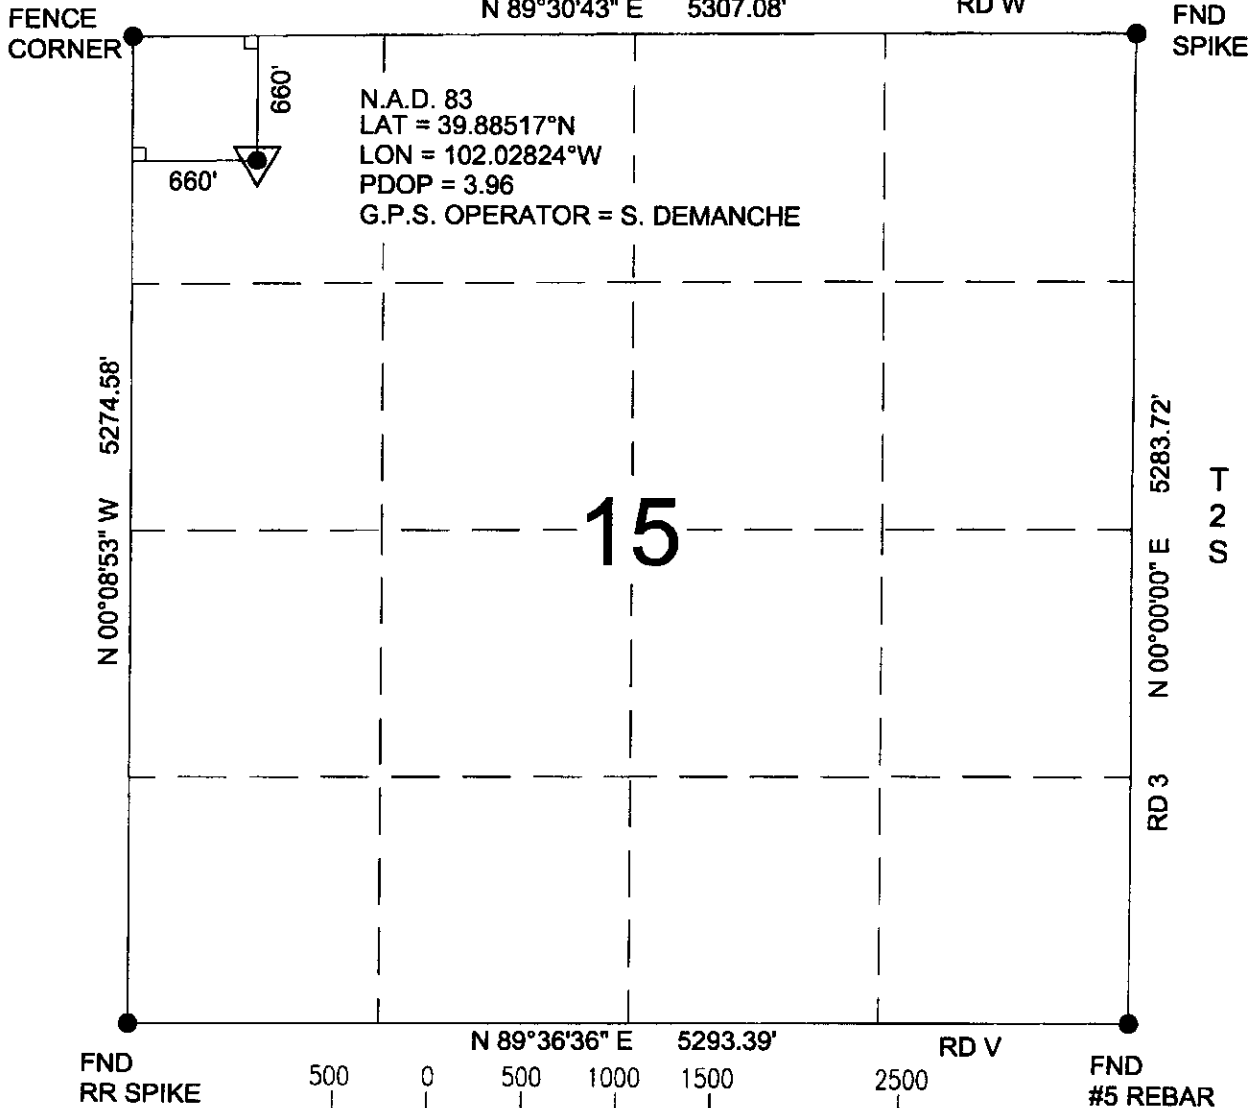 N 89°30'43" E 5307.08' RD W
FENCE
CORNER
FND
SPIKE
660'
660'
N.A.D. 83
LAT = 39.88517°N
LON = 102.02824°W
PDOP = 3.96
G.P.S. OPERATOR = S. DEMANCHE
N 00°08'53" W 5274.58'
15
RD 3 N 00°00'00" E 5283.72'
T
2
S
N 89°36'36" E 5293.39' RD V
FND
RR SPIKE
500 0 500 1000 1500 2500
FND
#5 REBAR